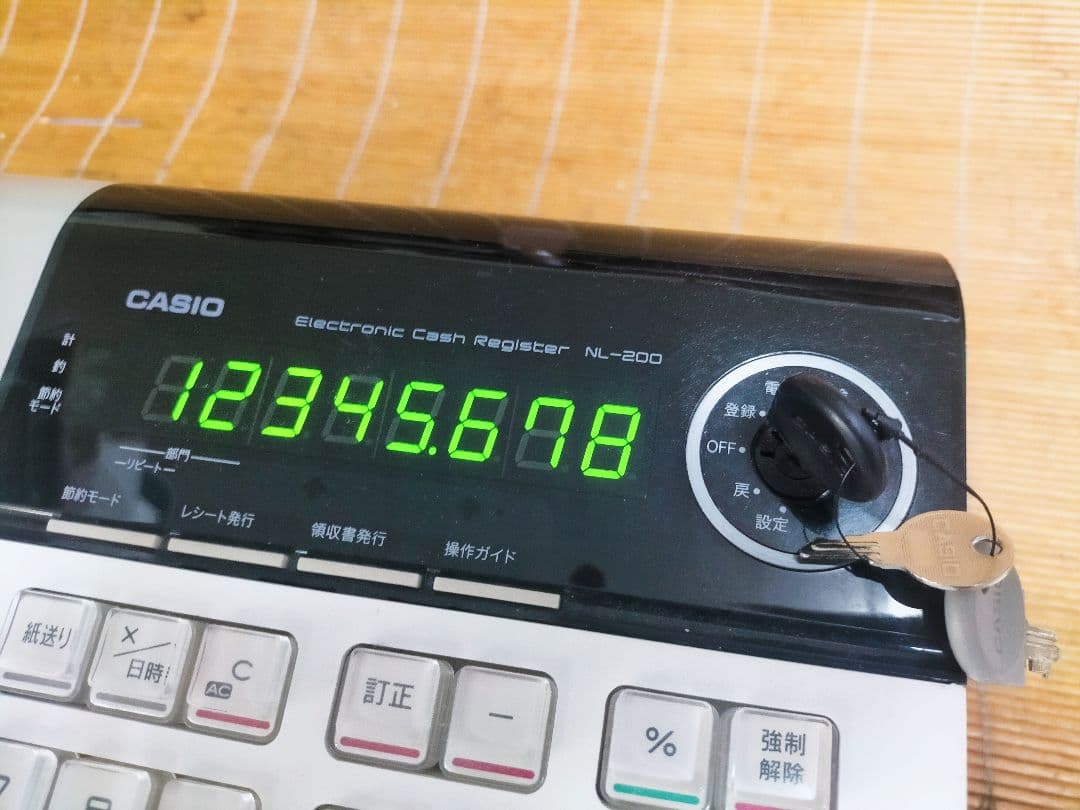 CASIO
Electronic Cash Register NL-200
計
釣
節約
モード
12345.678
部門
リピート
節約モード
レシート発行
領収書発行
操作ガイド
登録
OFF
戻
設定
CASIO
紙送り
×
日時
C
AC
訂正
－
%
強制
解除